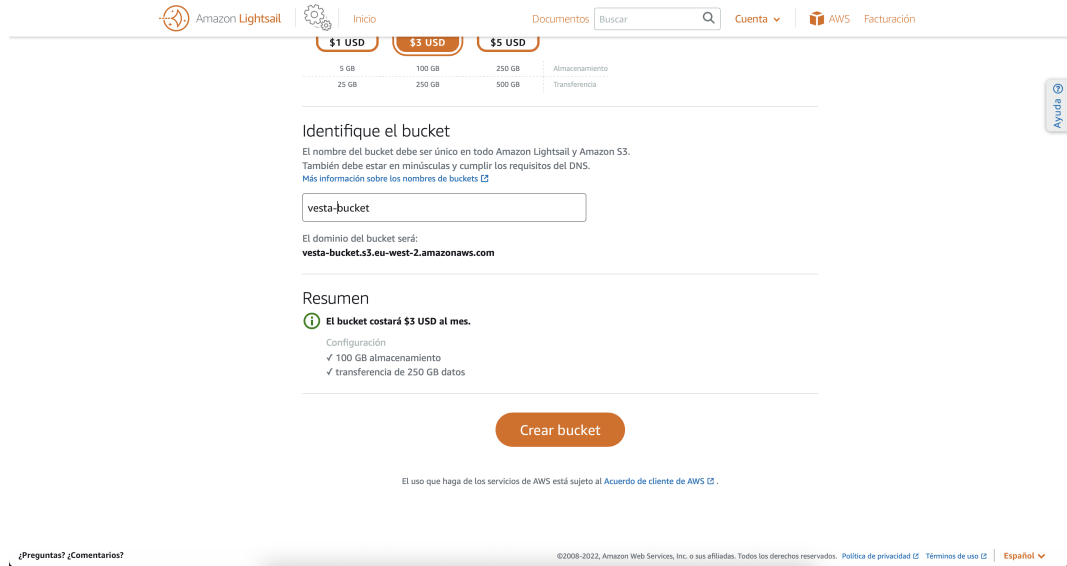 Amazon Lightsail
Inicio
Documentos
Buscar
Cuenta
AWS
Facturación
$1 USD $3 USD $5 USD
5 GB 100 GB 250 GB Almacenamiento
25 GB 250 GB 500 GB Transferencia
Ayuda
Identifique el bucket
El nombre del bucket debe ser único en todo Amazon Lightsail y Amazon S3.
También debe estar en minúsculas y cumplir los requisitos del DNS.
Más información sobre los nombres de buckets
vesta-bucket
El dominio del bucket será:
vesta-bucket.s3.eu-west-2.amazonaws.com
Resumen
El bucket costará $3 USD al mes.
Configuración
✓ 100 GB almacenamiento
✓ transferencia de 250 GB datos
Crear bucket
El uso que haga de los servicios de AWS está sujeto al Acuerdo de cliente de AWS .
¿Preguntas? ¿Comentarios?
©2008-2022, Amazon Web Services, Inc. o sus afiliadas. Todos los derechos reservados. Política de privacidad Términos de uso Español